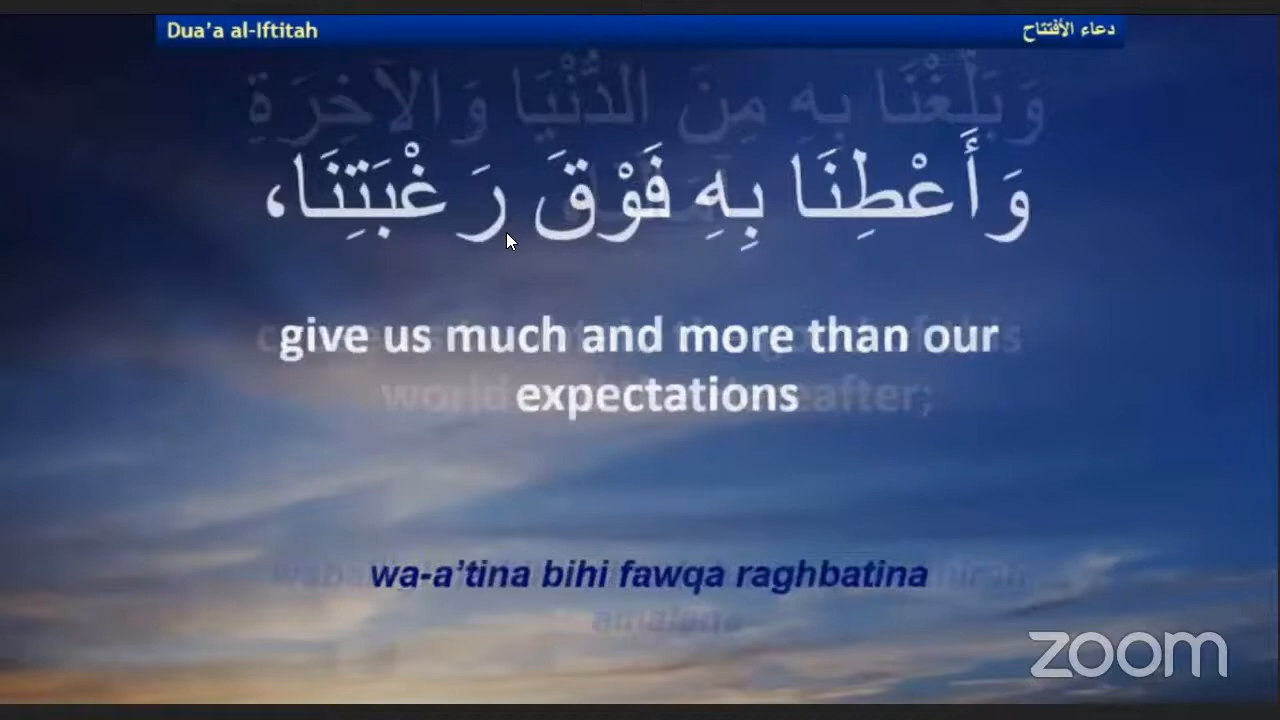 Dua'a al-Iftitah
دعاء الأفتتاح
وَبَلِّغْنَا بِهِ مِنَ الدُّنْيَا وَالآخِرَةِ
وَأَعْطِنَا بِهِ فَوْقَ رَغْبَتِنَا،
give us much and more than our
expectations
wa-a'tina bihi fawqa raghbatina
zoom